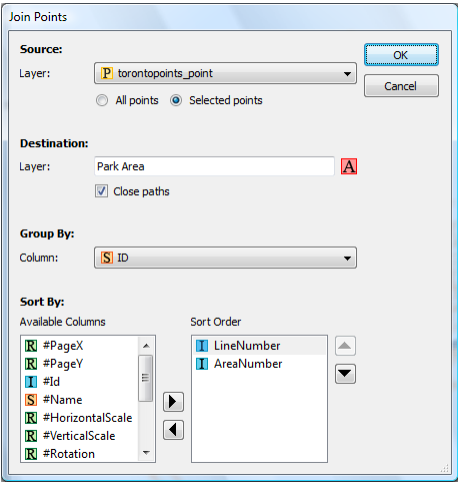 Join Points
Source:
OK
Layer:
P torontopoints_point
Cancel
All points
Selected points
Destination:
Layer:
Park Area
A
Close paths
Group By:
Column:
S ID
Sort By:
Available Columns
Sort Order
R #PageX
R #PageY
I #Id
S #Name
R #HorizontalScale
R #VerticalScale
R #Rotation
I LineNumber
I AreaNumber